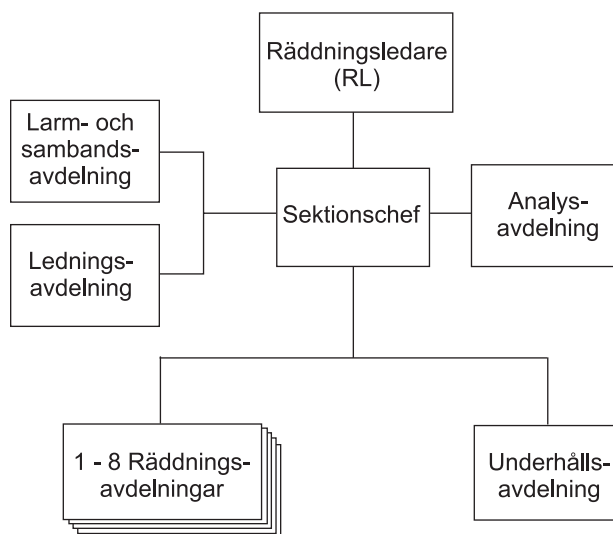 Räddningsledare
(RL)
Larm- och
sambands-
avdelning
Sektionschef
Analys-
avdelning
Lednings-
avdelning
1 - 8 Räddnings-
avdelningar
Underhålls-
avdelning